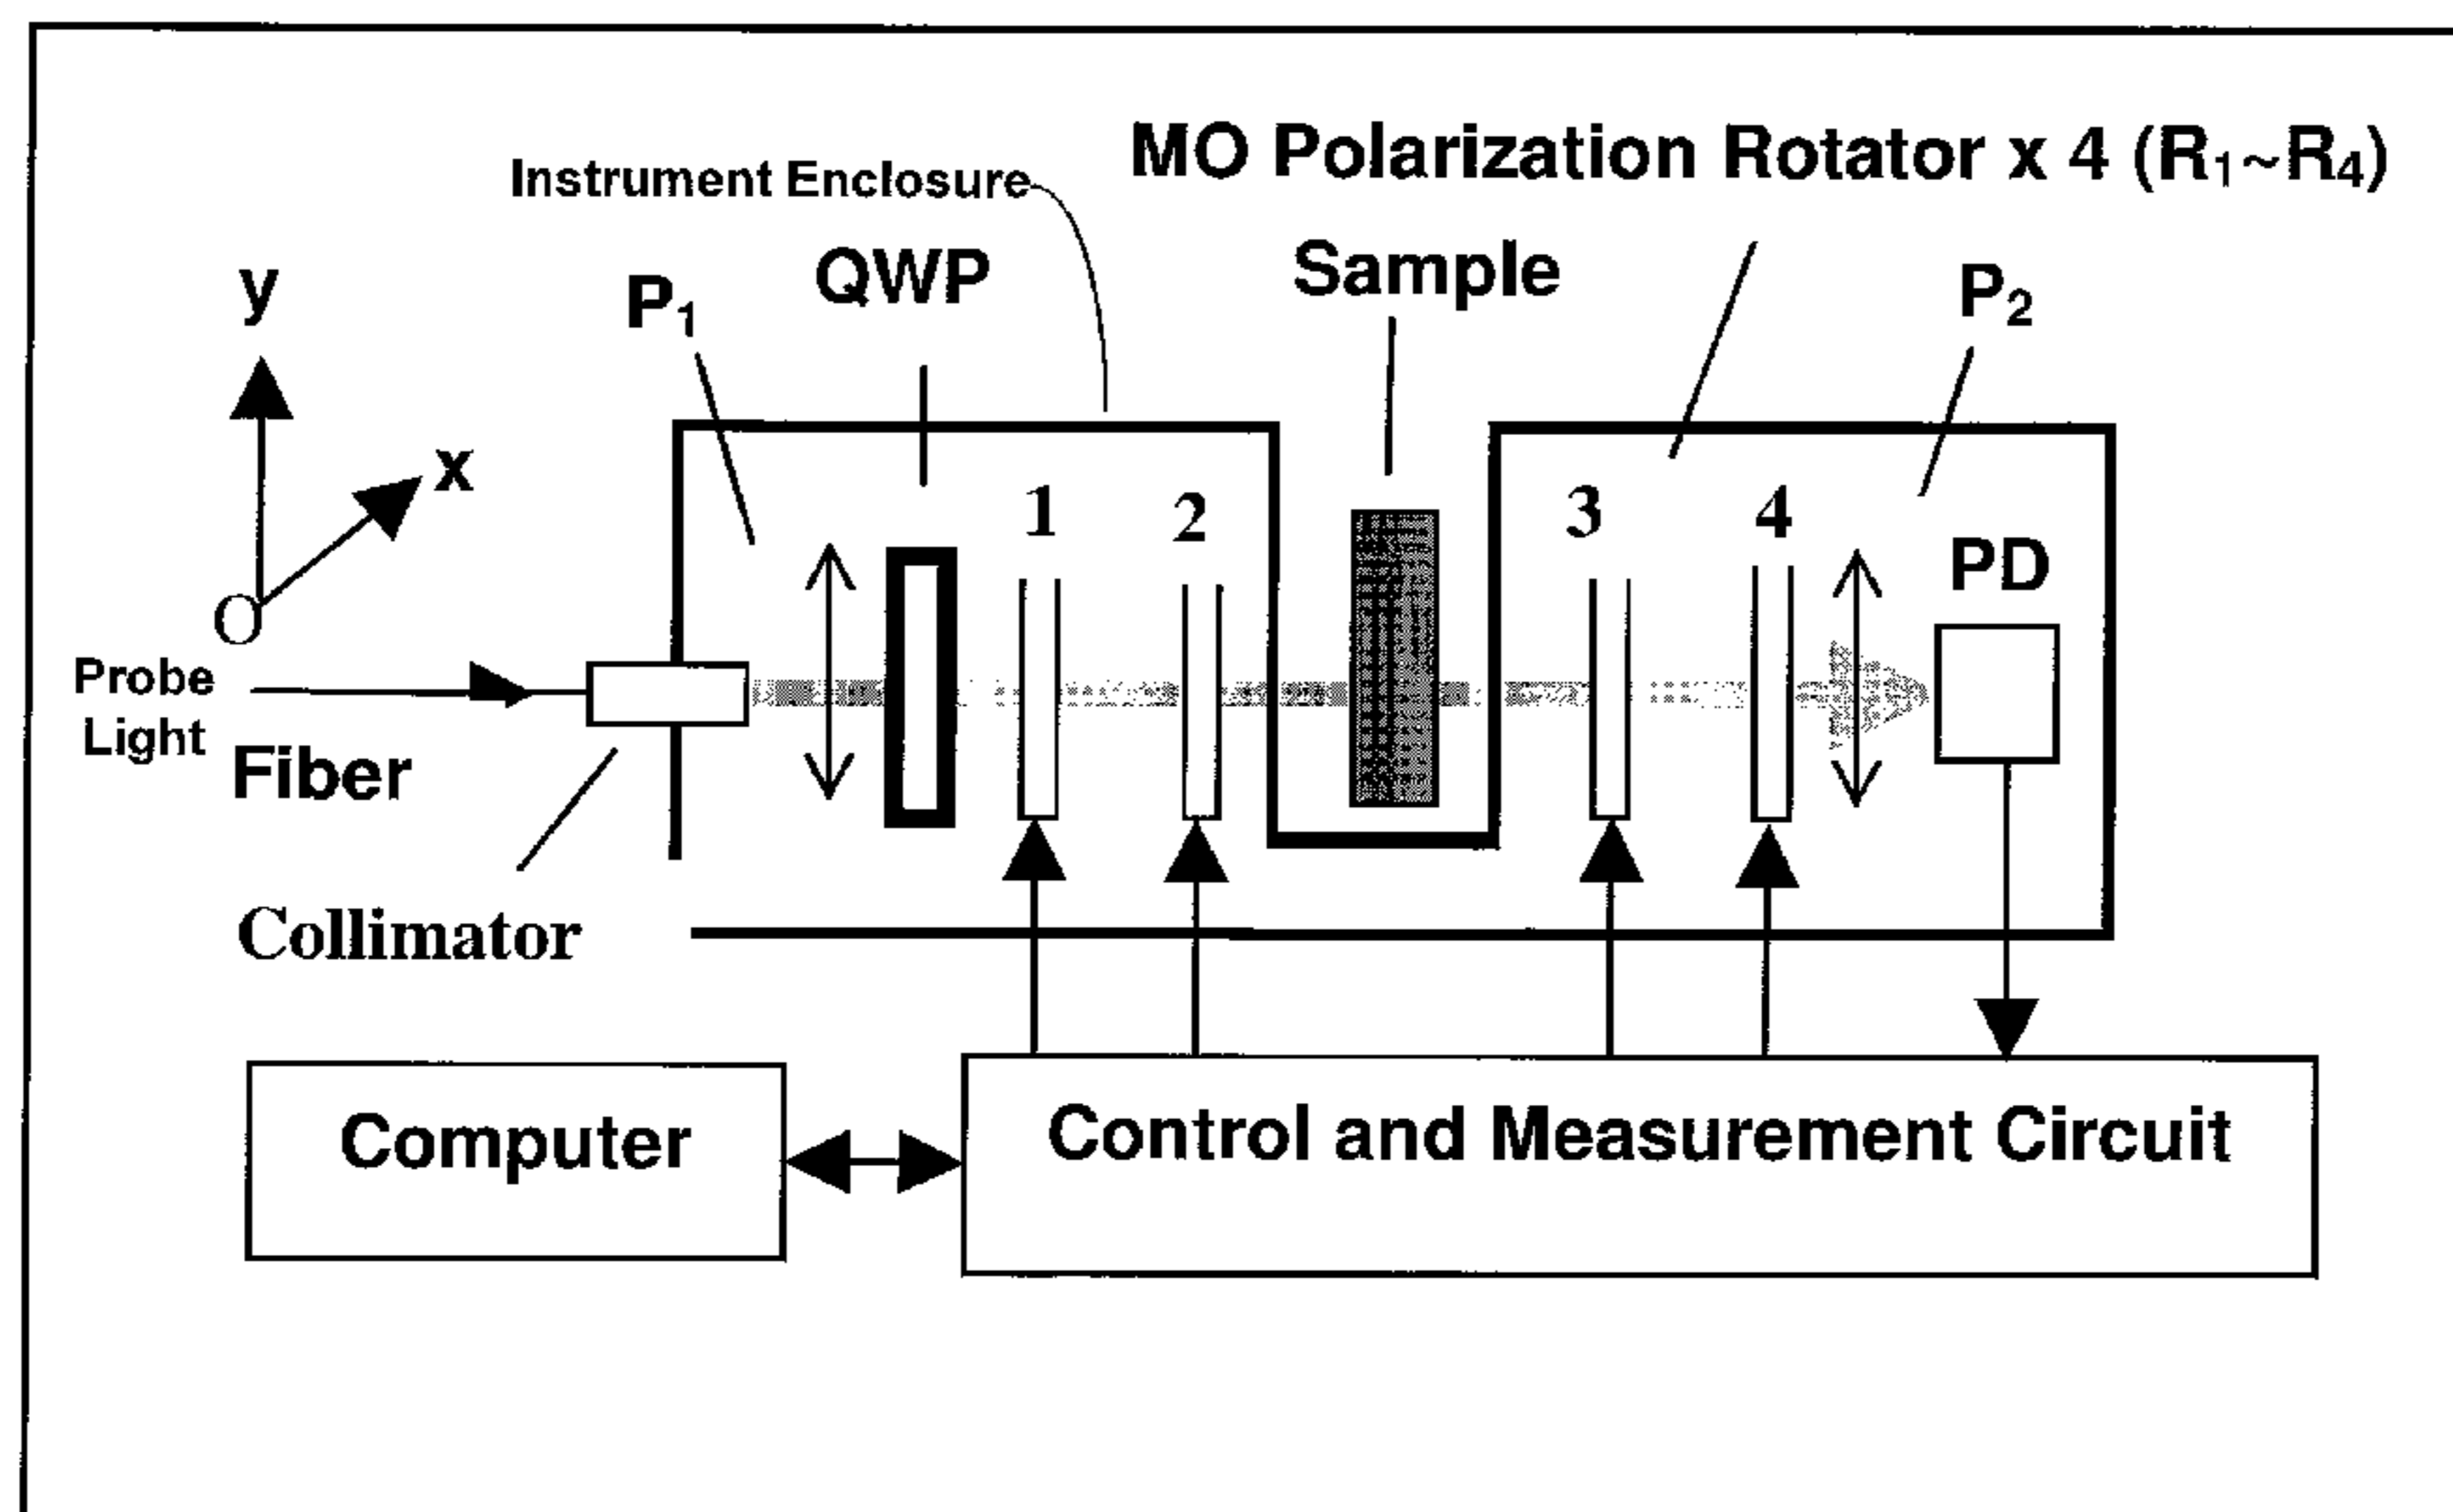 MO Polarization Rotator x 4 (R₁~R₄)
Instrument Enclosure
QWP
Sample
y
P₁
P₂
x
1
2
3
4
PD
O
Probe
Light
Fiber
Collimator
Computer
Control and Measurement Circuit